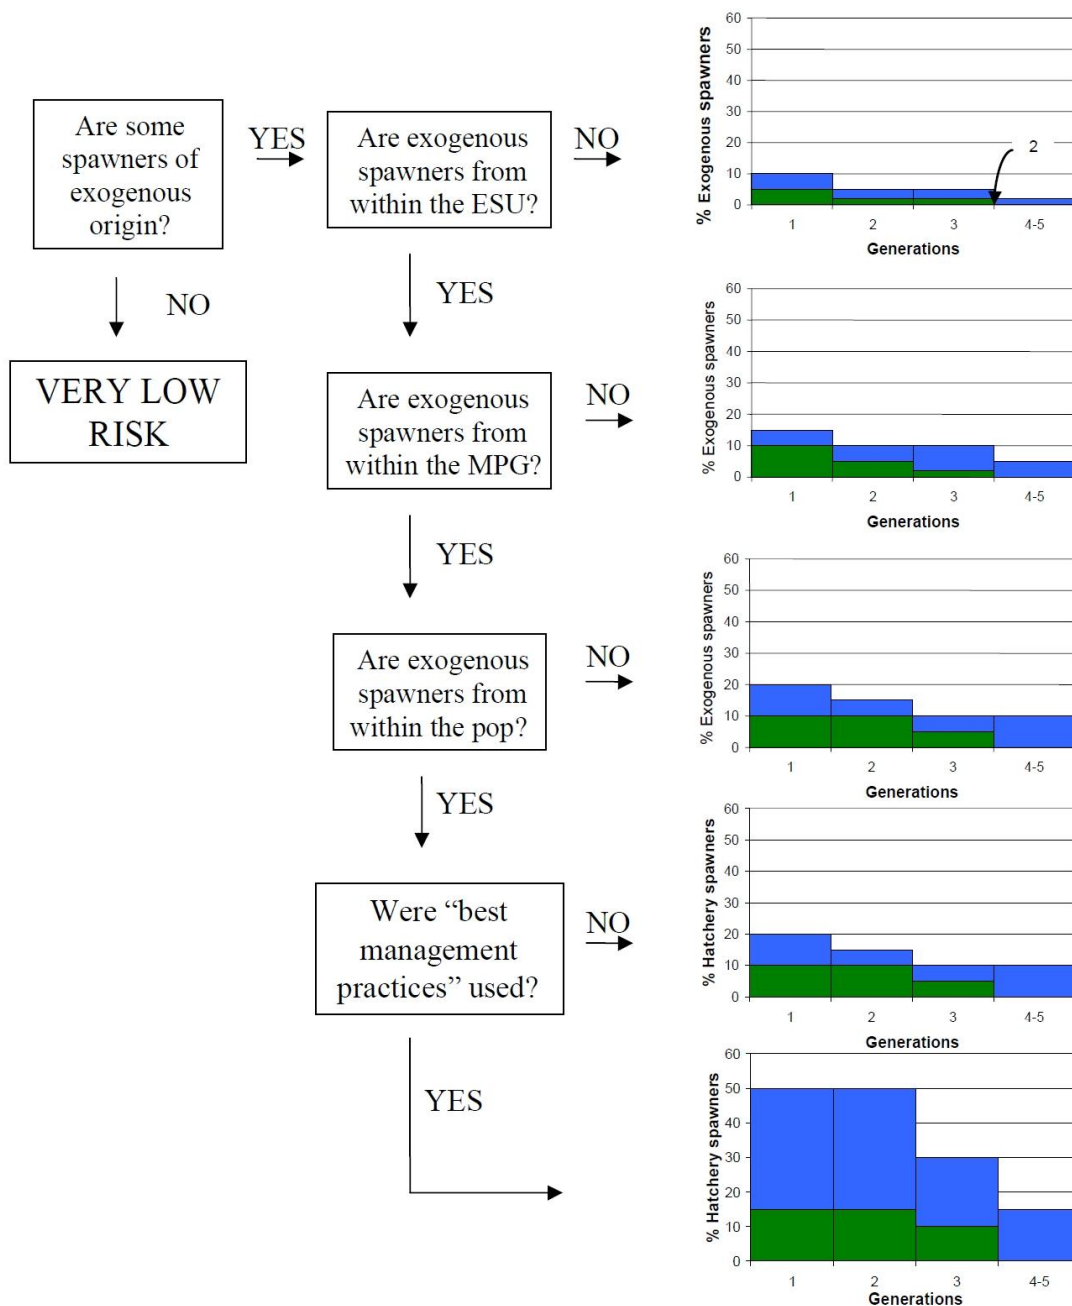 Are some
spawners of
exogenous
origin?
YES
Are exogenous
spawners from
within the ESU?
NO
% Exogenous spawners
60
50
40
30
20
10
0
2
1
2
3
4-5
Generations
NO
YES
VERY LOW
RISK
Are exogenous
spawners from
within the MPG?
NO
% Exogenous spawners
60
50
40
30
20
10
0
1
2
3
4-5
Generations
YES
Are exogenous
spawners from
within the pop?
NO
% Exogenous spawners
60
50
40
30
20
10
0
1
2
3
4-5
Generations
YES
Were “best
management
practices” used?
NO
% Hatchery spawners
60
50
40
30
20
10
0
1
2
3
4-5
Generations
YES
% Hatchery spawners
60
50
40
30
20
10
0
1
2
3
4-5
Generations